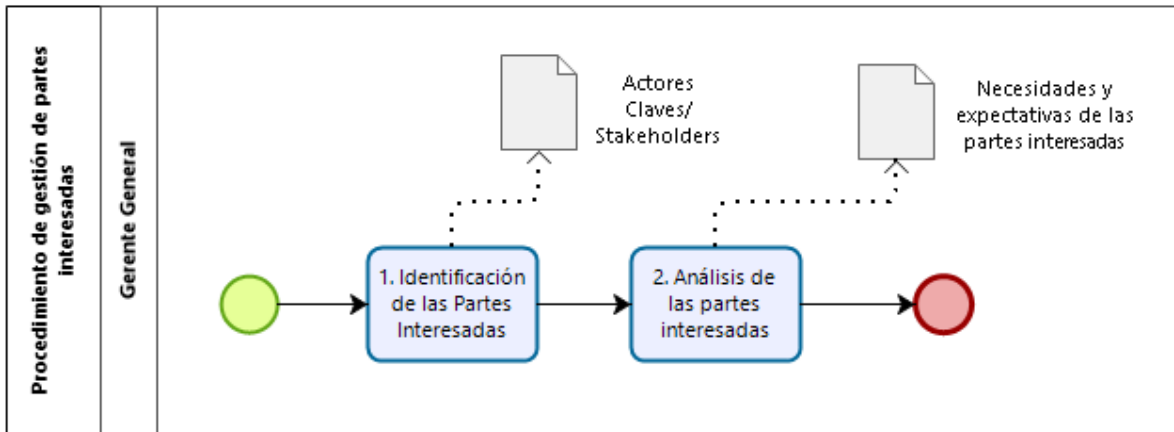 Procedimiento de gestión de partes
interesadas
Gerente General
Actores
Claves/
Stakeholders
Necesidades y
expectativas de las
partes interesadas
1. Identificación
de las Partes
Interesadas
2. Análisis de
las partes
interesadas